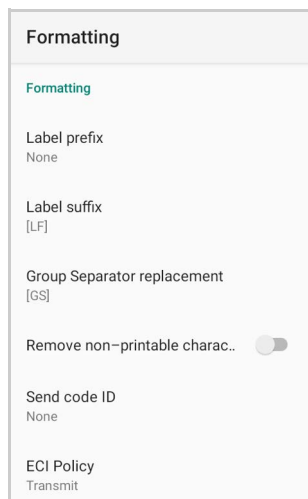 Formatting
Formatting
Label prefix
None
Label suffix
[LF]
Group Separator replacement
[GS]
Remove non-printable charac..
Send code ID
None
ECI Policy
Transmit